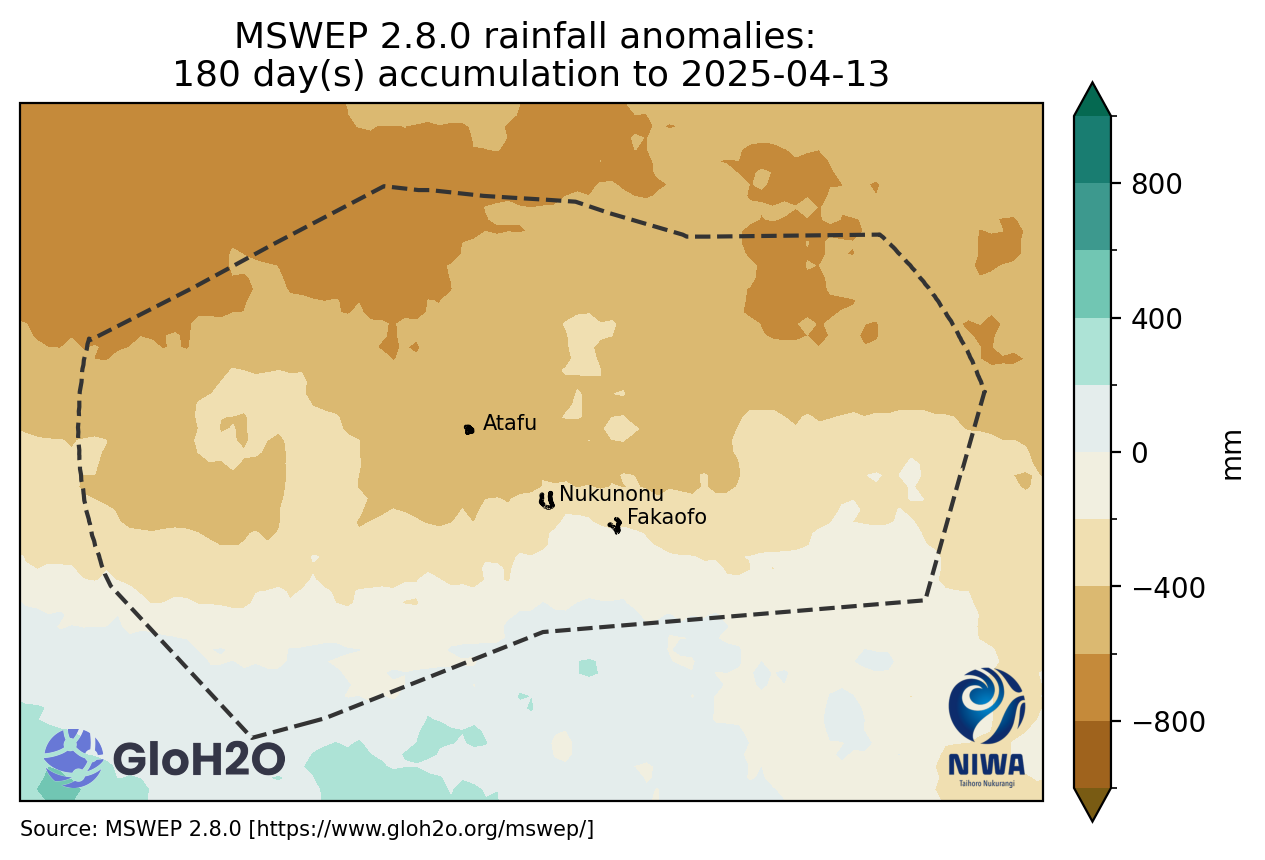 MSWEP 2.8.0 rainfall anomalies:
180 day(s) accumulation to 2025-04-13
Atafu
Nukunonu
Fakaofo
GloH2O
NIWA
Taihoro Nukurangi
800
400
0
−400
−800
mm
Source: MSWEP 2.8.0 [https://www.gloh2o.org/mswep/]